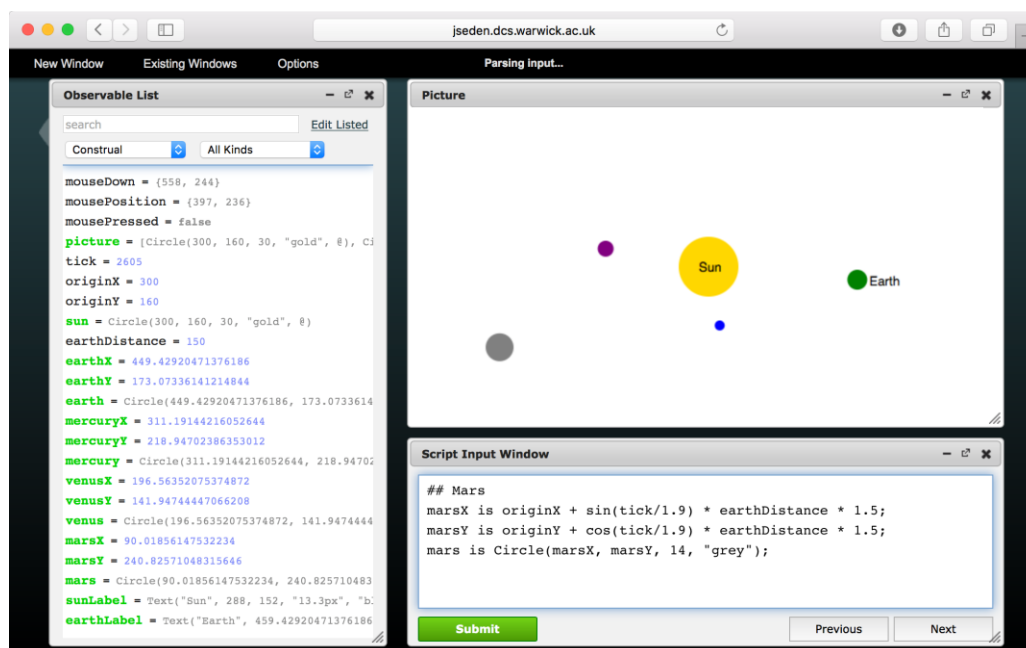 jseden.dcs.warwick.ac.uk
New Window Existing Windows Options Parsing input...
Observable List
search Edit Listed
Construal All Kinds
mouseDown = {558, 244}
mousePosition = {397, 236}
mousePressed = false
picture = [Circle(300, 160, 30, "gold", @), Ci
tick = 2605
originX = 300
originY = 160
sun = Circle(300, 160, 30, "gold", @)
earthDistance = 150
earthX = 449.42920471376186
earthY = 173.07336141214844
earth = Circle(449.42920471376186, 173.0733614
mercuryX = 311.19144216052644
mercuryY = 218.94702386353012
mercury = Circle(311.19144216052644, 218.94702
venusX = 196.56352075374872
venusY = 141.94744447066208
venus = Circle(196.56352075374872, 141.9474444
marsX = 90.01856147532234
marsY = 240.82571048315646
mars = Circle(90.01856147532234, 240.825710483
sunLabel = Text("Sun", 288, 152, "13.3px", "b
earthLabel = Text("Earth", 459.42920471376186
Picture
Sun
Earth
Script Input Window
## Mars
marsX is originX + sin(tick/1.9) * earthDistance * 1.5;
marsY is originY + cos(tick/1.9) * earthDistance * 1.5;
mars is Circle(marsX, marsY, 14, "grey");
Submit Previous Next